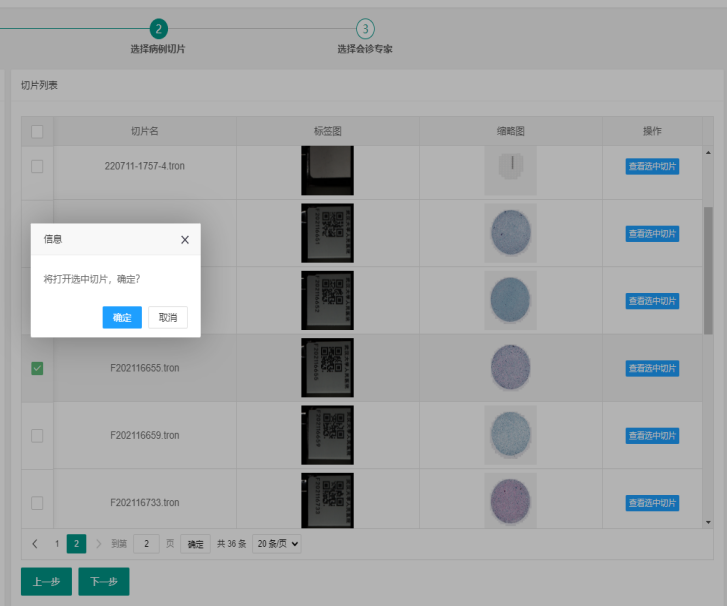 2
3
选择病例切片
选择会诊专家
切片列表
切片名
标签图
缩略图
操作
220711-1757-4.tron
查看选中切片
查看选中切片
信息
X
将打开选中切片，确定?
确定
取消
查看选中切片
F202116655.tron
查看选中切片
F202116659.tron
查看选中切片
F202116733.tron
查看选中切片
< 1 2 > 到第 2 页 确定 共 36 条 20 条/页
上一步
下一步